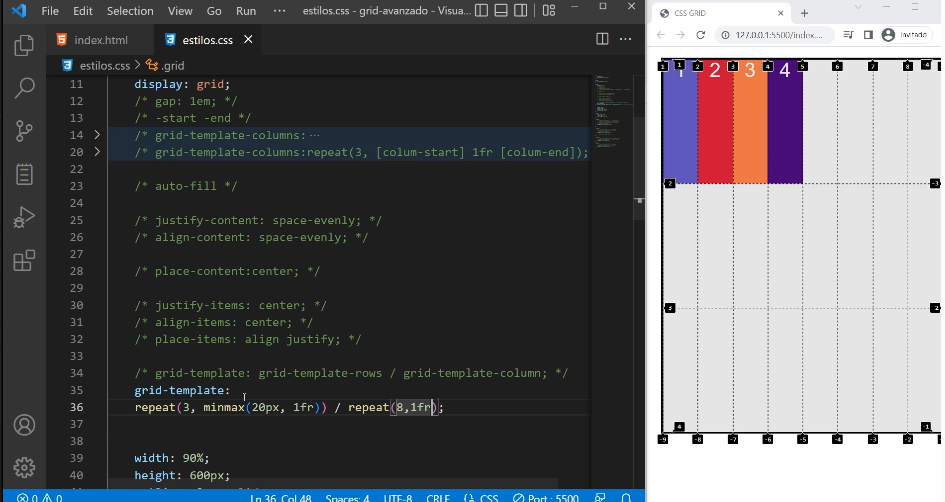 File Edit Selection View Go Run ··· estilos.css - grid-avanzado - Visua...
index.html estilos.css
estilos.css > .grid
11 display: grid;
12 /* gap: 1em; */
13 /* -start -end */
14 /* grid-template-columns: ···
20 /* grid-template-columns:repeat(3, [colum-start] 1fr [colum-end]);
22
23 /* auto-fill */
24
25 /* justify-content: space-evenly; */
26 /* align-content: space-evenly; */
27
28 /* place-content:center; */
29
30 /* justify-items: center; */
31 /* align-items: center; */
32 /* place-items: align justify; */
33
34 /* grid-template: grid-template-rows / grid-template-column; */
35 grid-template:
36 repeat(3, minmax(20px, 1fr)) / repeat(8,1fr);
37
38
39 width: 90%;
40 height: 600px;
0 0 Ln 36, Col 48 Spaces: 4 UTF-8 CRLF {} CSS Port : 5500
CSS GRID
127.0.0.1:5500/index.... Invitado
1 1 2 3 4 5 6 7 8 -1
1 2 3 4
2 -3
3 -2
4 -1
-9 -8 -7 -6 -5 -4 -3 -2